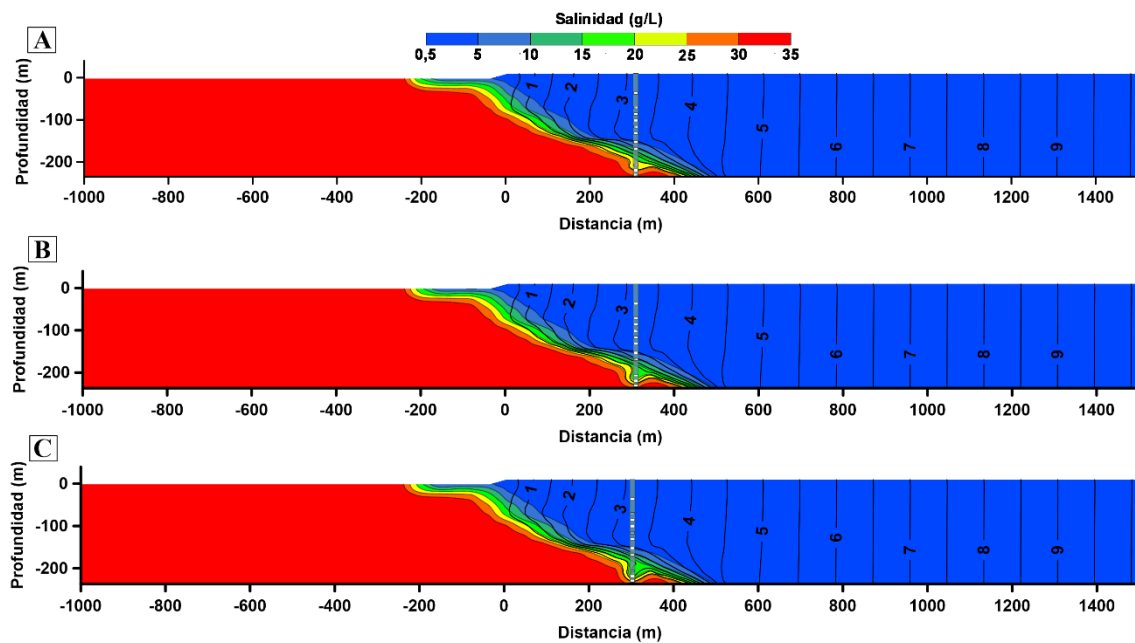 Salinidad (g/L)
0,5 5 10 15 20 25 30 35
A
Profundidad (m)
0
-100
-200
1 2 3 4 5 6 7 8 9
-1000 -800 -600 -400 -200 0 200 400 600 800 1000 1200 1400
Distancia (m)
B
Profundidad (m)
0
-100
-200
1 2 3 4 5 6 7 8 9
-1000 -800 -600 -400 -200 0 200 400 600 800 1000 1200 1400
Distancia (m)
C
Profundidad (m)
0
-100
-200
1 2 3 4 5 6 7 8 9
-1000 -800 -600 -400 -200 0 200 400 600 800 1000 1200 1400
Distancia (m)